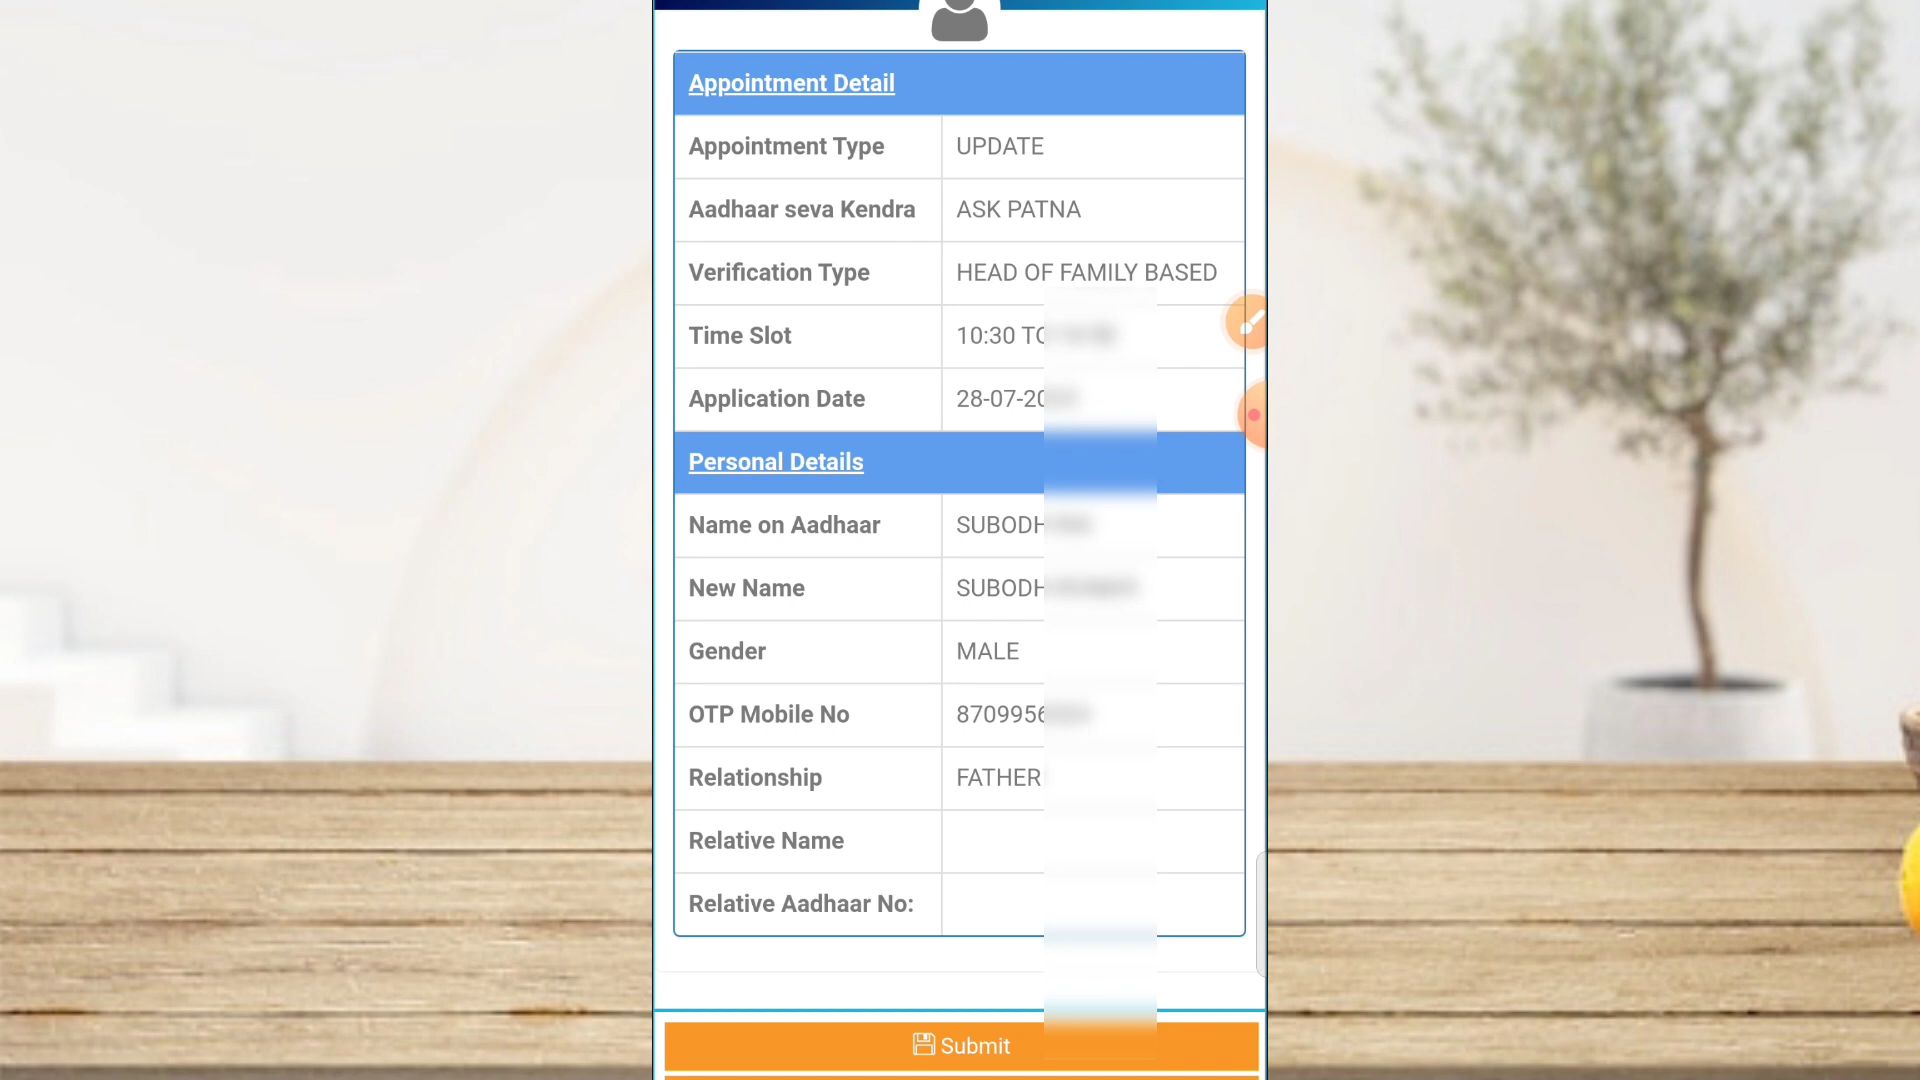 Appointment Detail
Appointment Type UPDATE
Aadhaar seva Kendra ASK PATNA
Verification Type HEAD OF FAMILY BASED
Time Slot 10:30 TO
Application Date 28-07-20
Personal Details
Name on Aadhaar SUBODH
New Name SUBODH
Gender MALE
OTP Mobile No 8709956
Relationship FATHER
Relative Name
Relative Aadhaar No:
Submit